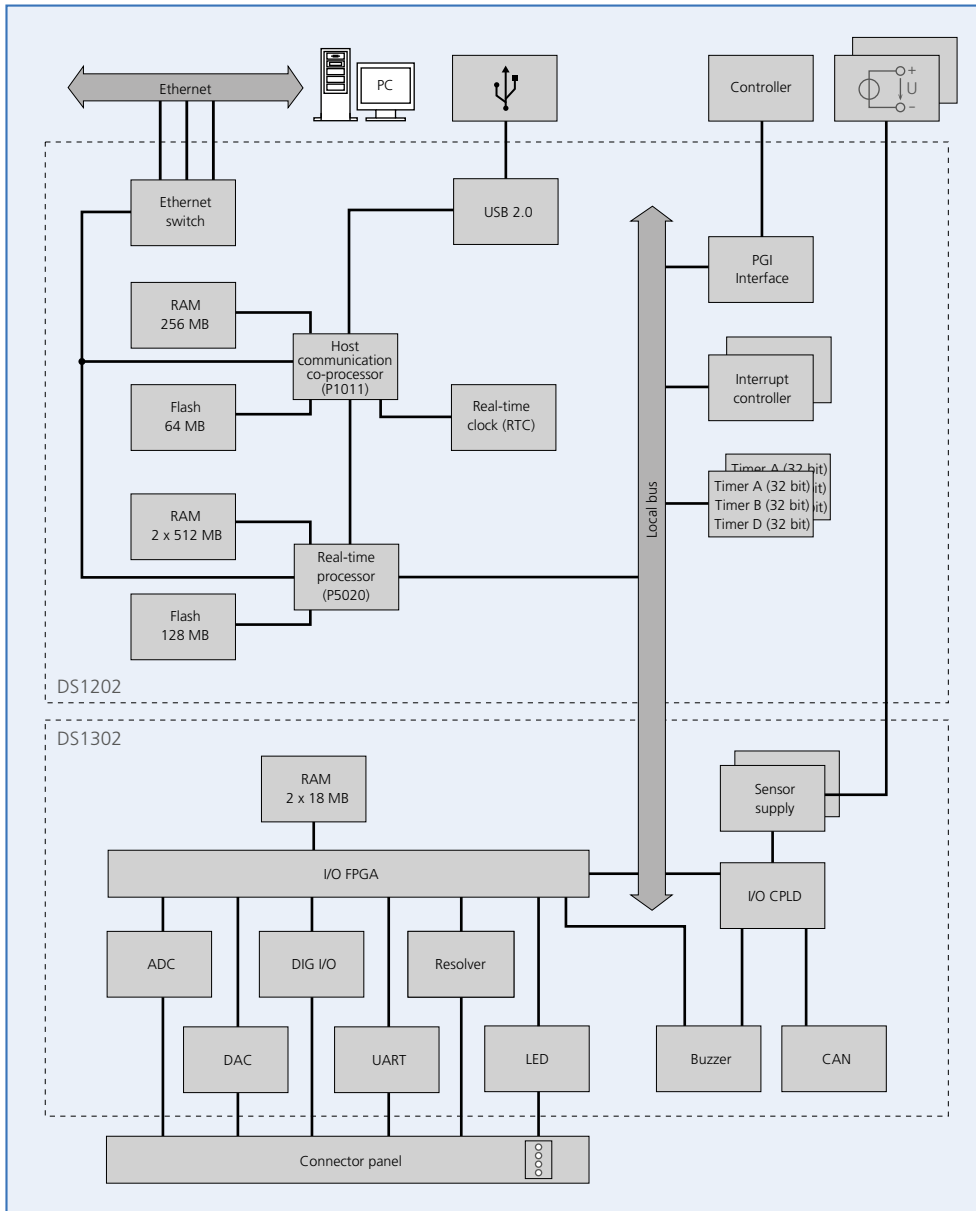 Ethernet
PC
Controller
+
U
−
Ethernet
switch
USB 2.0
PGI
Interface
RAM
256 MB
Host
communication
co-processor
(P1011)
Interrupt
controller
Flash
64 MB
Real-time
clock (RTC)
Timer A (32 bit)
bit)
bit)
Timer A (32 bit)
Timer B (32 bit)
Timer D (32 bit)
Local bus
RAM
2 x 512 MB
Real-time
processor
(P5020)
Flash
128 MB
DS1202
DS1302
RAM
2 x 18 MB
Sensor
supply
I/O FPGA
I/O CPLD
ADC
DIG I/O
Resolver
DAC
UART
LED
Buzzer
CAN
Connector panel